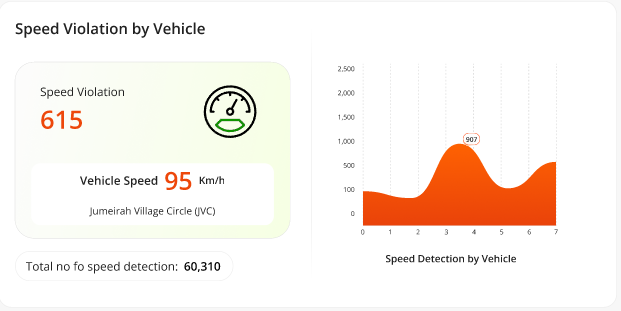 Speed Violation by Vehicle
Speed Violation
615
Vehicle Speed 95 Km/h
Jumeirah Village Circle (JVC)
Total no fo speed detection: 60,310
2,500
2,000
1,500
1,000
500
100
0
907
0 1 2 3 4 5 6 7
Speed Detection by Vehicle